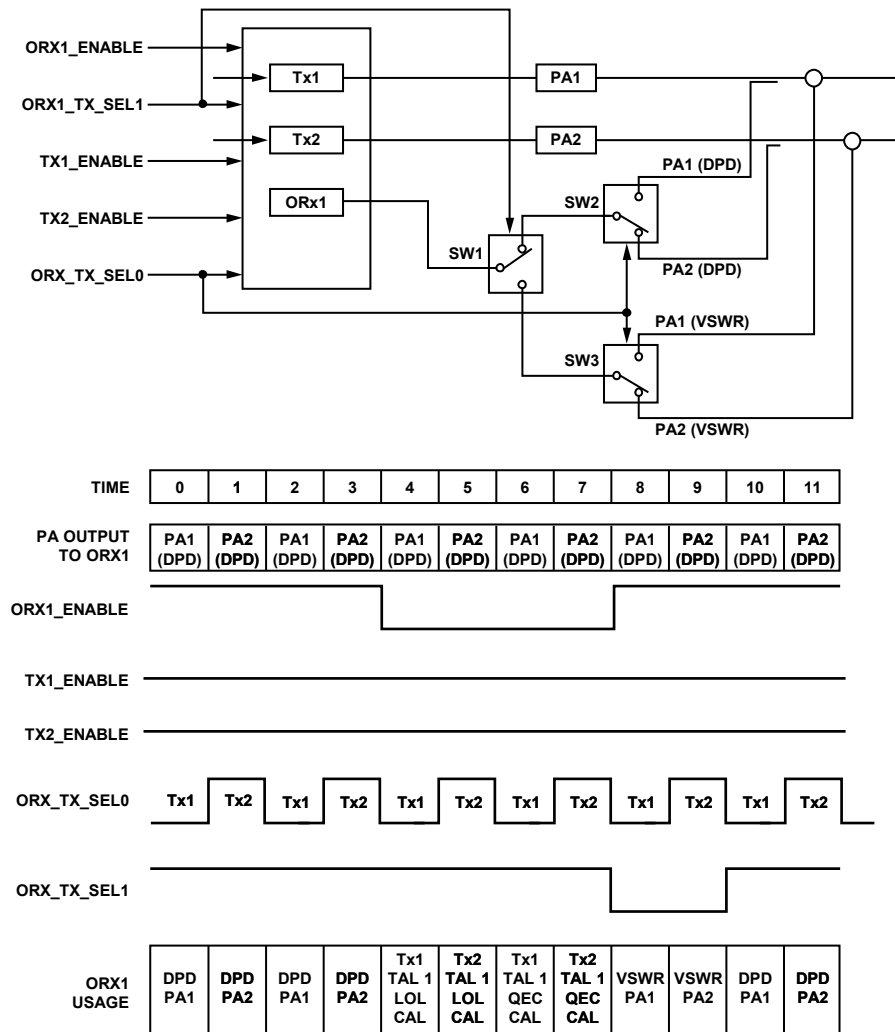 ORX1_ENABLE
Tx1
PA1
ORX1_TX_SEL1
Tx2
PA2
TX1_ENABLE
PA1 (DPD)
ORx1
SW2
TX2_ENABLE
SW1
PA2 (DPD)
ORX_TX_SEL0
PA1 (VSWR)
SW3
PA2 (VSWR)
TIME 0 1 2 3 4 5 6 7 8 9 10 11
PA OUTPUT PA1 PA2 PA1 PA2 PA1 PA2 PA1 PA2 PA1 PA2 PA1 PA2
TO ORX1 (DPD) (DPD) (DPD) (DPD) (DPD) (DPD) (DPD) (DPD) (DPD) (DPD) (DPD) (DPD)
ORX1_ENABLE
TX1_ENABLE
TX2_ENABLE
ORX_TX_SEL0 Tx1 Tx2 Tx1 Tx2 Tx1 Tx2 Tx1 Tx2 Tx1 Tx2 Tx1 Tx2
ORX_TX_SEL1
ORX1
USAGE
DPD
PA1
DPD
PA2
DPD
PA1
DPD
PA2
Tx1
TAL 1
LOL
CAL
Tx2
TAL 1
LOL
CAL
Tx1
TAL 1
QEC
CAL
Tx2
TAL 1
QEC
CAL
VSWR
PA1
VSWR
PA2
DPD
PA1
DPD
PA2